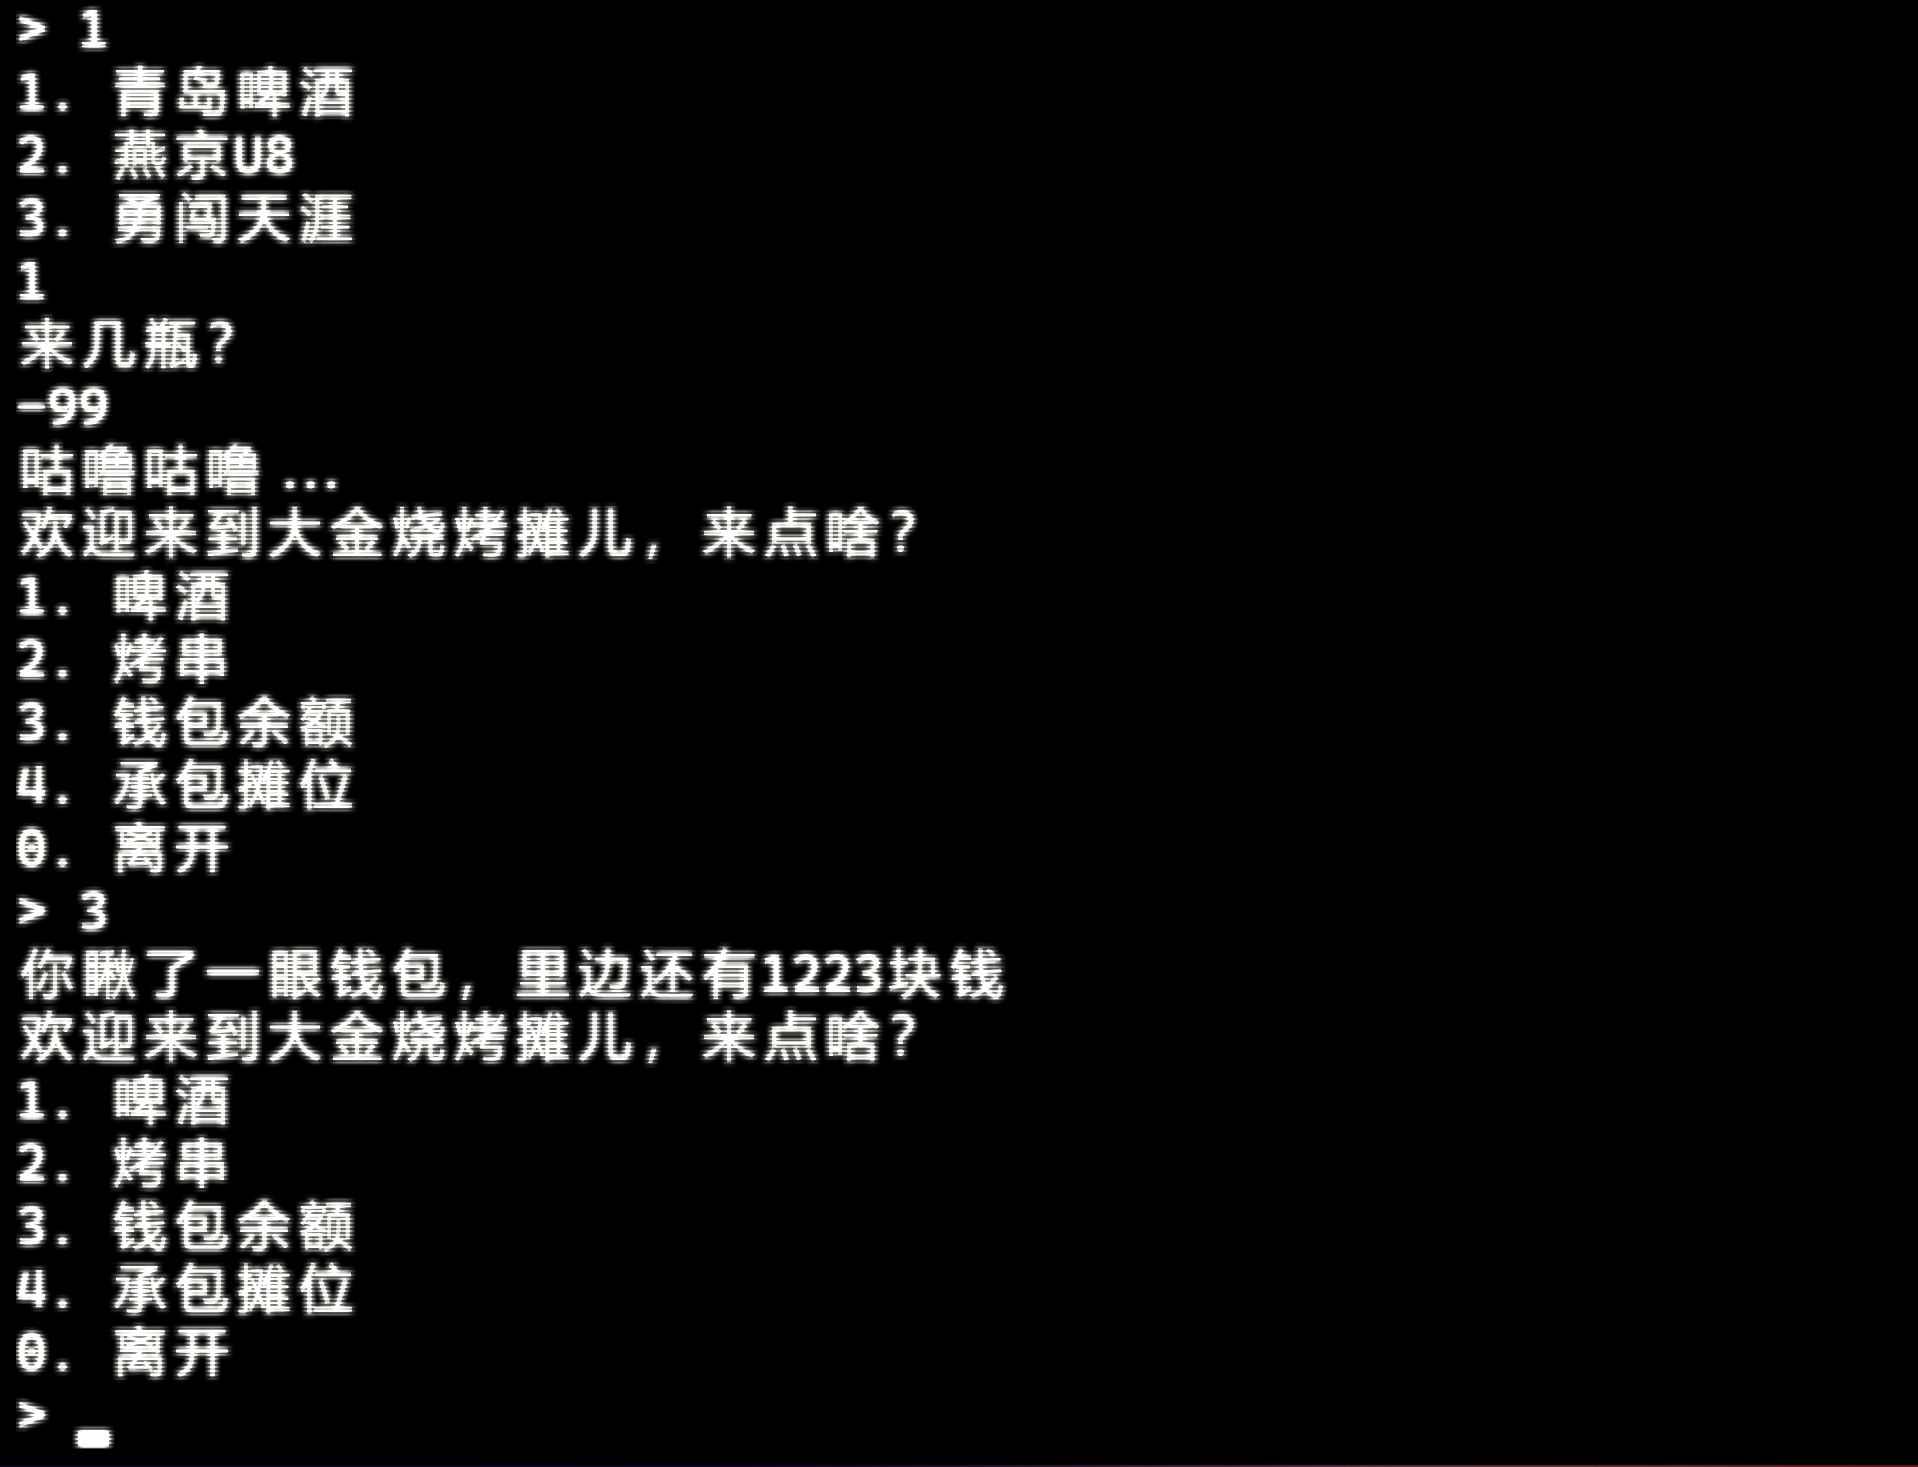 > 1
1. 青岛啤酒
2. 燕京U8
3. 勇闯天涯
1
来几瓶？
-99
咕噜咕噜...
欢迎来到大金烧烤摊儿，来点啥？
1. 啤酒
2. 烤串
3. 钱包余额
4. 承包摊位
0. 离开
> 3
你瞅了一眼钱包，里边还有1223块钱
欢迎来到大金烧烤摊儿，来点啥？
1. 啤酒
2. 烤串
3. 钱包余额
4. 承包摊位
0. 离开
>